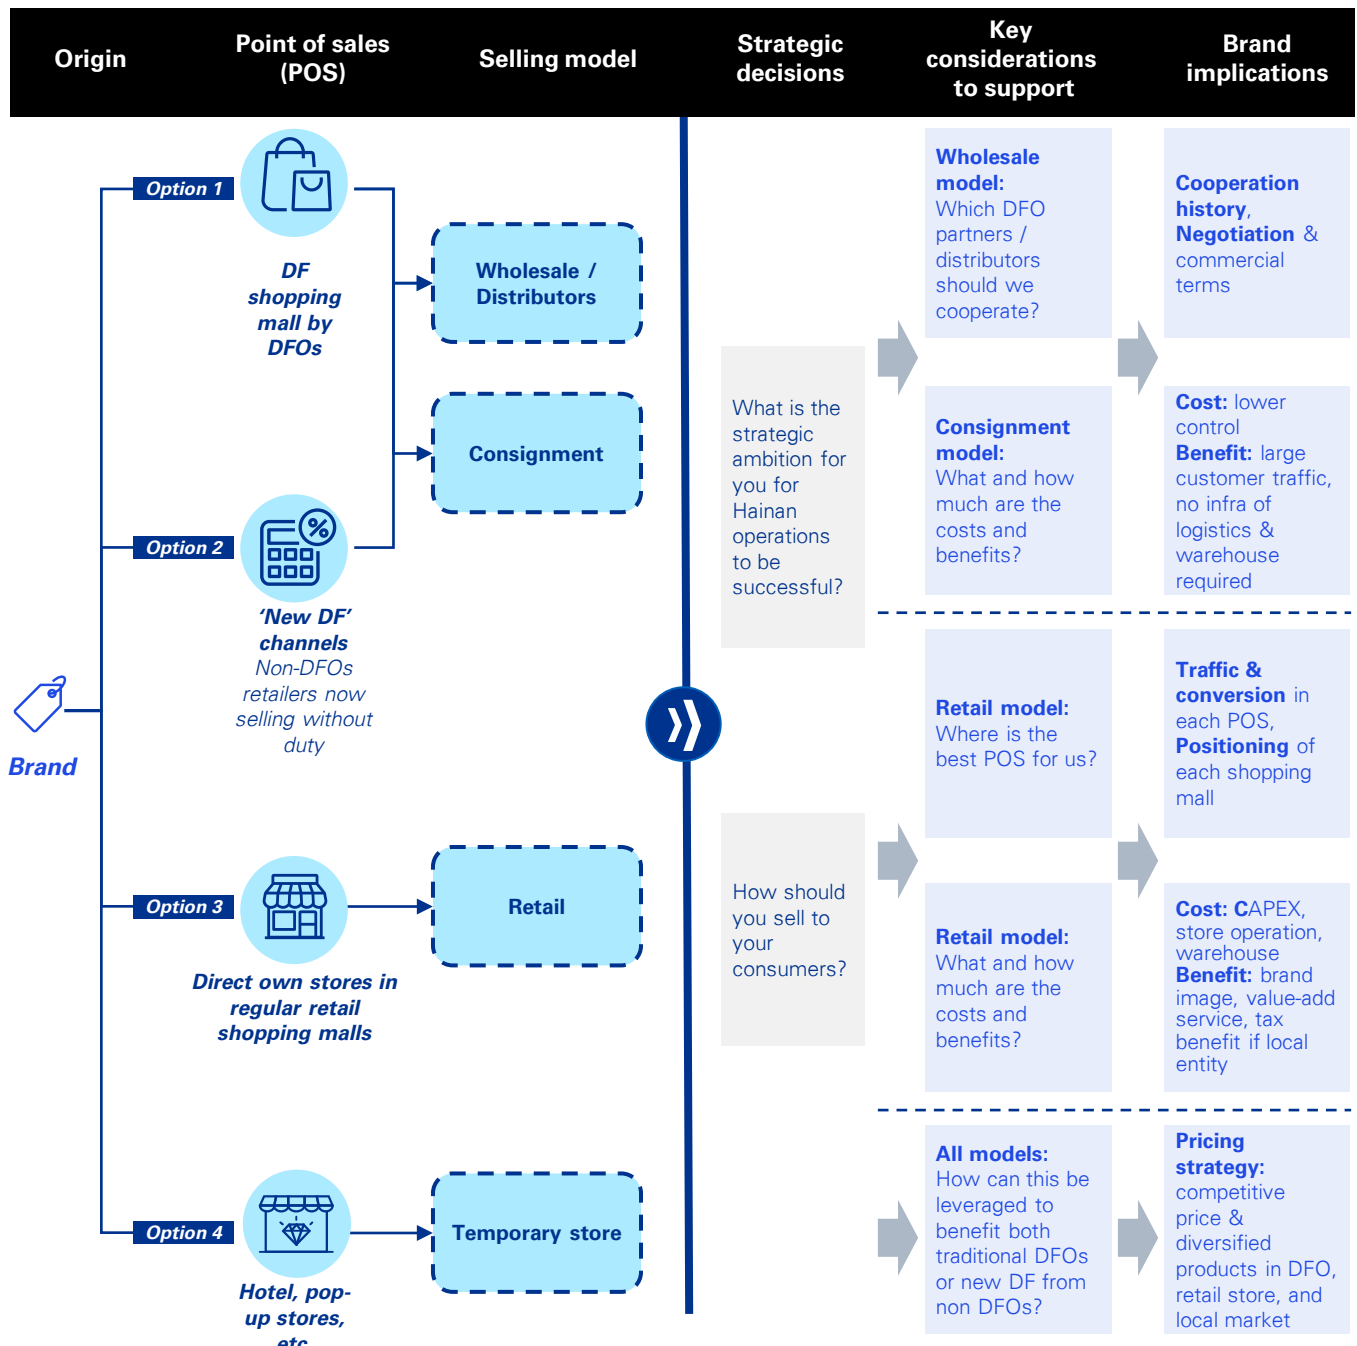 Origin
Point of sales
(POS)
Selling model
Strategic
decisions
Key
considerations
to support
Brand
implications
Brand
Option 1
DF
shopping
mall by
DFOs
Option 2
‘New DF’
channels
Non-DFOs
retailers now
selling without
duty
Option 3
Direct own stores in
regular retail
shopping malls
Option 4
Hotel, pop-
up stores,
etc
Wholesale /
Distributors
Consignment
Retail
Temporary store
What is the
strategic
ambition for
you for
Hainan
operations
to be
successful?
How should
you sell to
your
consumers?
Wholesale
model:
Which DFO
partners /
distributors
should we
cooperate?
Cooperation
history,
Negotiation &
commercial
terms
Consignment
model:
What and how
much are the
costs and
benefits?
Cost: lower
control
Benefit: large
customer traffic,
no infra of
logistics &
warehouse
required
Retail model:
Where is the
best POS for us?
Traffic &
conversion in
each POS,
Positioning of
each shopping
mall
Retail model:
What and how
much are the
costs and
benefits?
Cost: CAPEX,
store operation,
warehouse
Benefit: brand
image, value-add
service, tax
benefit if local
entity
All models:
How can this be
leveraged to
benefit both
traditional DFOs
or new DF from
non DFOs?
Pricing
strategy:
competitive
price &
diversified
products in DFO,
retail store, and
local market